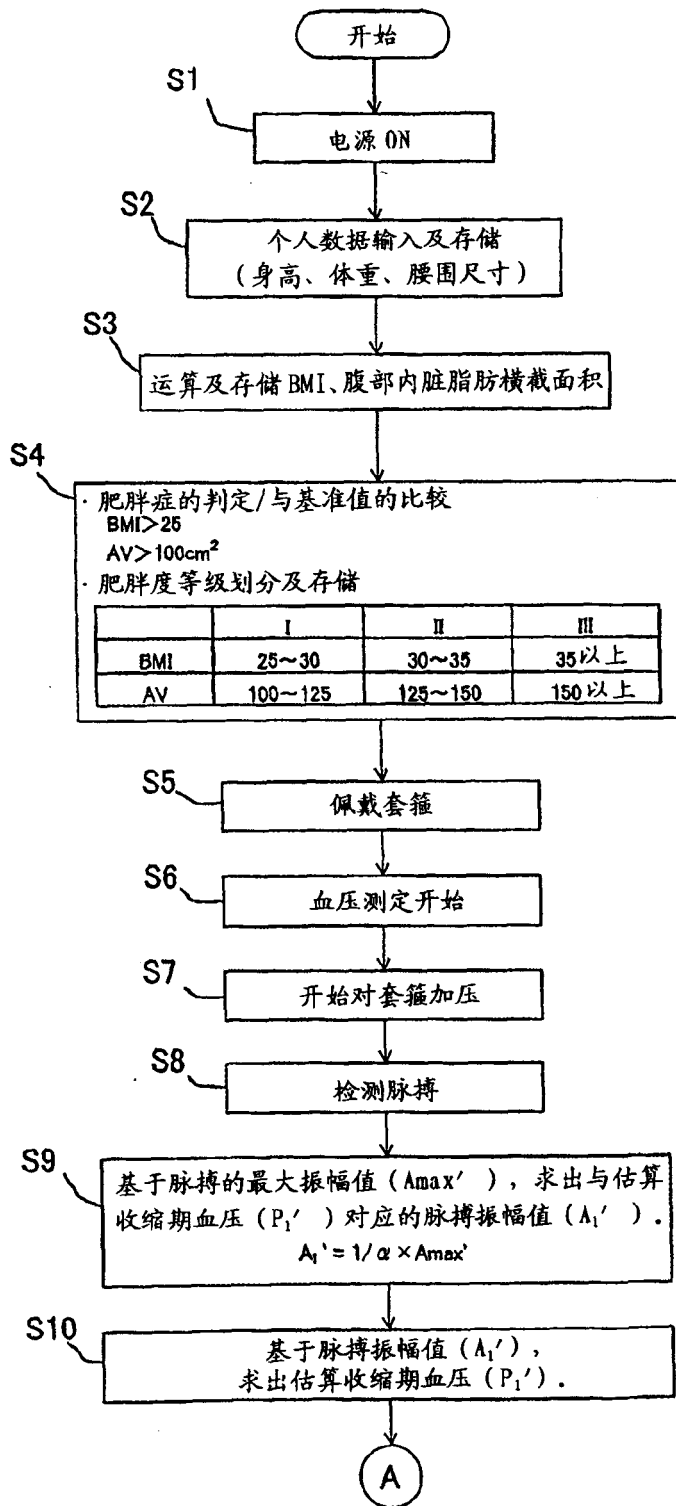 开始
S1
电源 ON
S2
个人数据输入及存储
(身高、体重、腰围尺寸)
S3
运算及存储 BMI、腹部内脏脂肪横截面积
S4
· 肥胖症的判定/与基准值的比较
BMI>25
AV>100cm²
· 肥胖度等级划分及存储
I II III
BMI 25~30 30~35 35以上
AV 100~125 125~150 150以上
S5
佩戴套箍
S6
血压测定开始
S7
开始对套箍加压
S8
检测脉搏
S9
基于脉搏的最大振幅值(Amax'),求出与估算
收缩期血压(P₁')对应的脉搏振幅值(A₁').
A₁'=1/α×Amax'
S10
基于脉搏振幅值(A₁'),
求出估算收缩期血压(P₁').
A